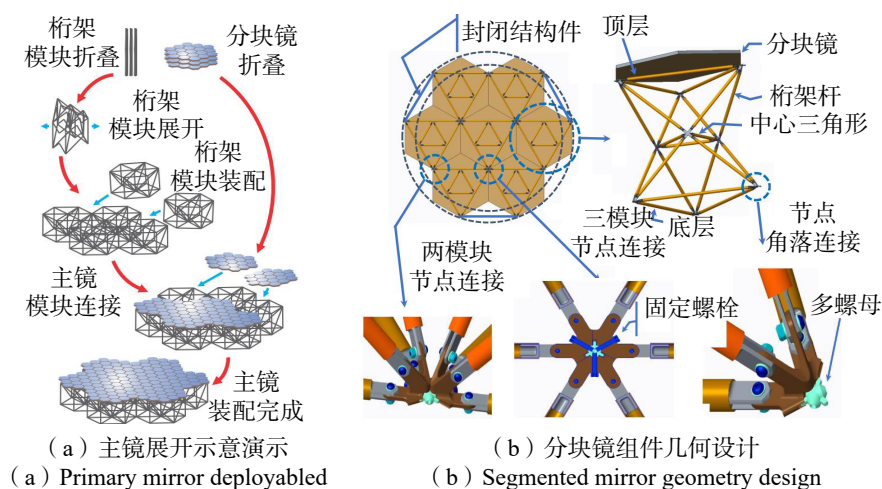 桁架
模块折叠
分块镜
折叠
桁架
模块展开
桁架
模块装配
主镜
模块连接
主镜
装配完成
（a）主镜展开示意演示
（a）Primary mirror deployabled
封闭结构件
顶层
分块镜
桁架杆
中心三角形
两模块
节点连接
三模块
节点连接
底层
节点
角落连接
固定螺栓
多螺母
（b）分块镜组件几何设计
（b）Segmented mirror geometry design